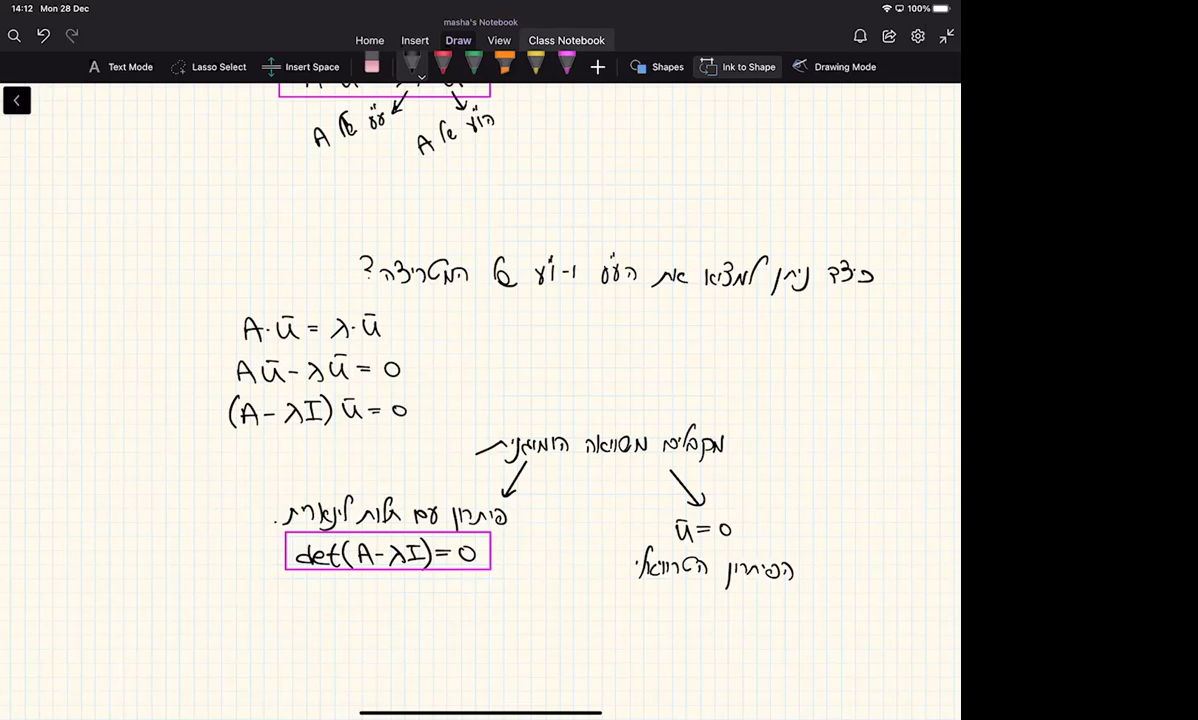 14:12 Mon 28 Dec
100%
masha's Notebook
Home Insert Draw View Class Notebook
Text Mode Lasso Select Insert Space Shapes Ink to Shape Drawing Mode
ע"ע של A
הו"ע של A
כיצד ניתן למצוא את הע"ע ו-ו"ע של המטריצה?
A·ū = λ·ū
Aū - λū = 0
(A - λI) ū = 0
מקבלים משוואה הומוגנית
פיתרון עם תלות לינארית.
det(A-λI)=0
ū = 0
הפיתרון הטרוויאלי